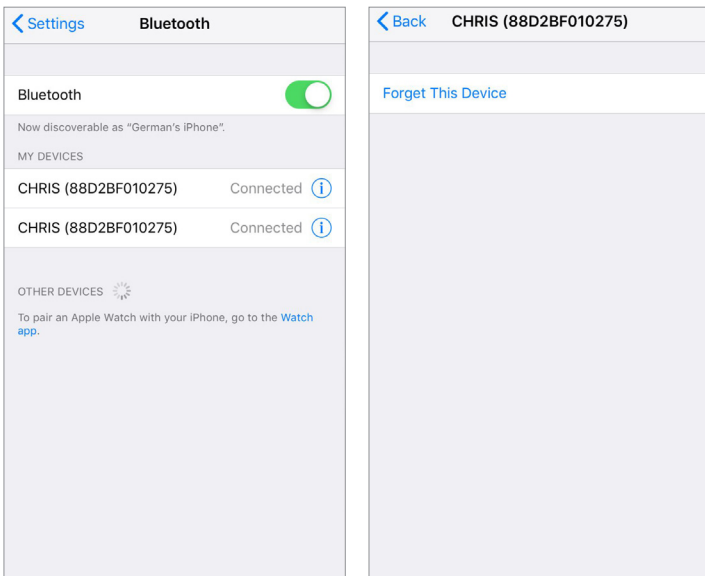 Settings
Bluetooth
Bluetooth
Now discoverable as “German’s iPhone”.
MY DEVICES
CHRIS (88D2BF010275) Connected i
CHRIS (88D2BF010275) Connected i
OTHER DEVICES
To pair an Apple Watch with your iPhone, go to the Watch
app.
Back
CHRIS (88D2BF010275)
Forget This Device